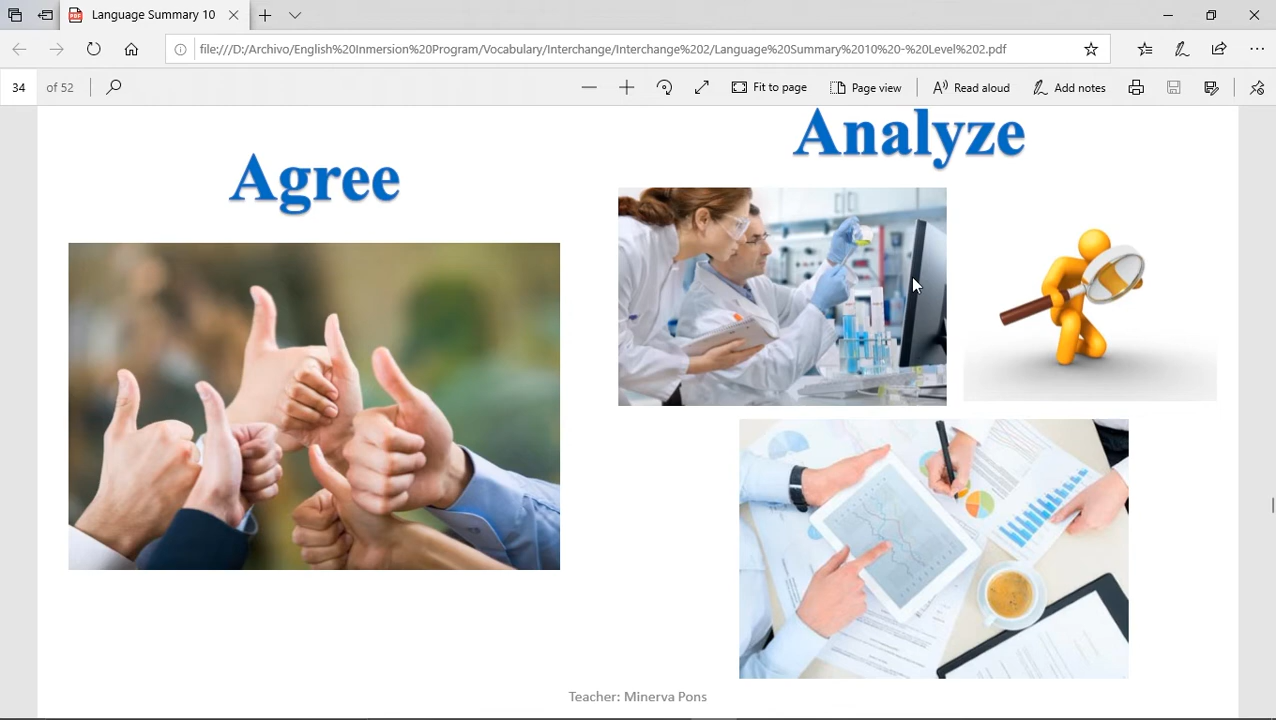 Language Summary 10
file:///D:/Archivo/English%20Inmersion%20Program/Vocabulary/Interchange/Interchange%202/Language%20Summary%2010%20-%20Level%202.pdf
34 of 52
Fit to page
Page view
Read aloud
Add notes
Agree
Analyze
Teacher: Minerva Pons